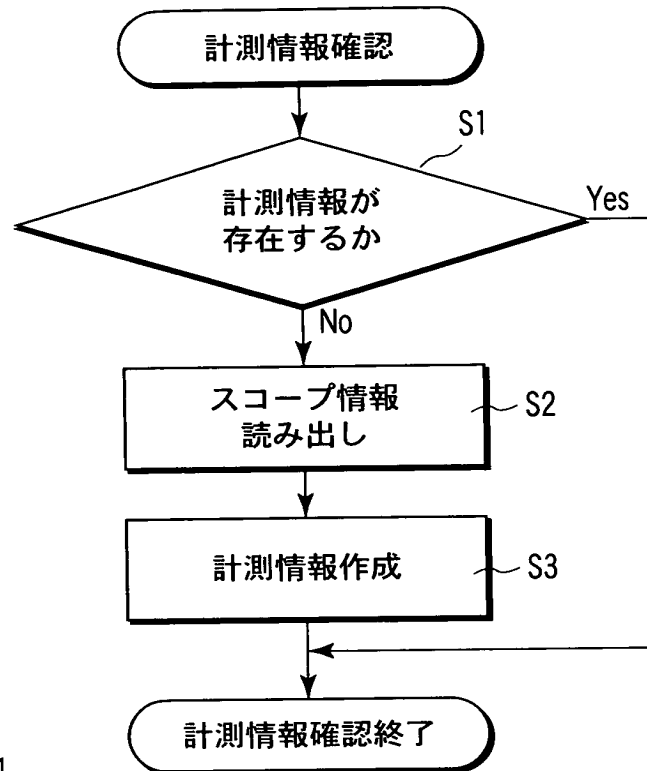 計測情報確認
S1
計測情報が
存在するか
Yes
No
スコープ情報
読み出し
S2
計測情報作成
S3
計測情報確認終了